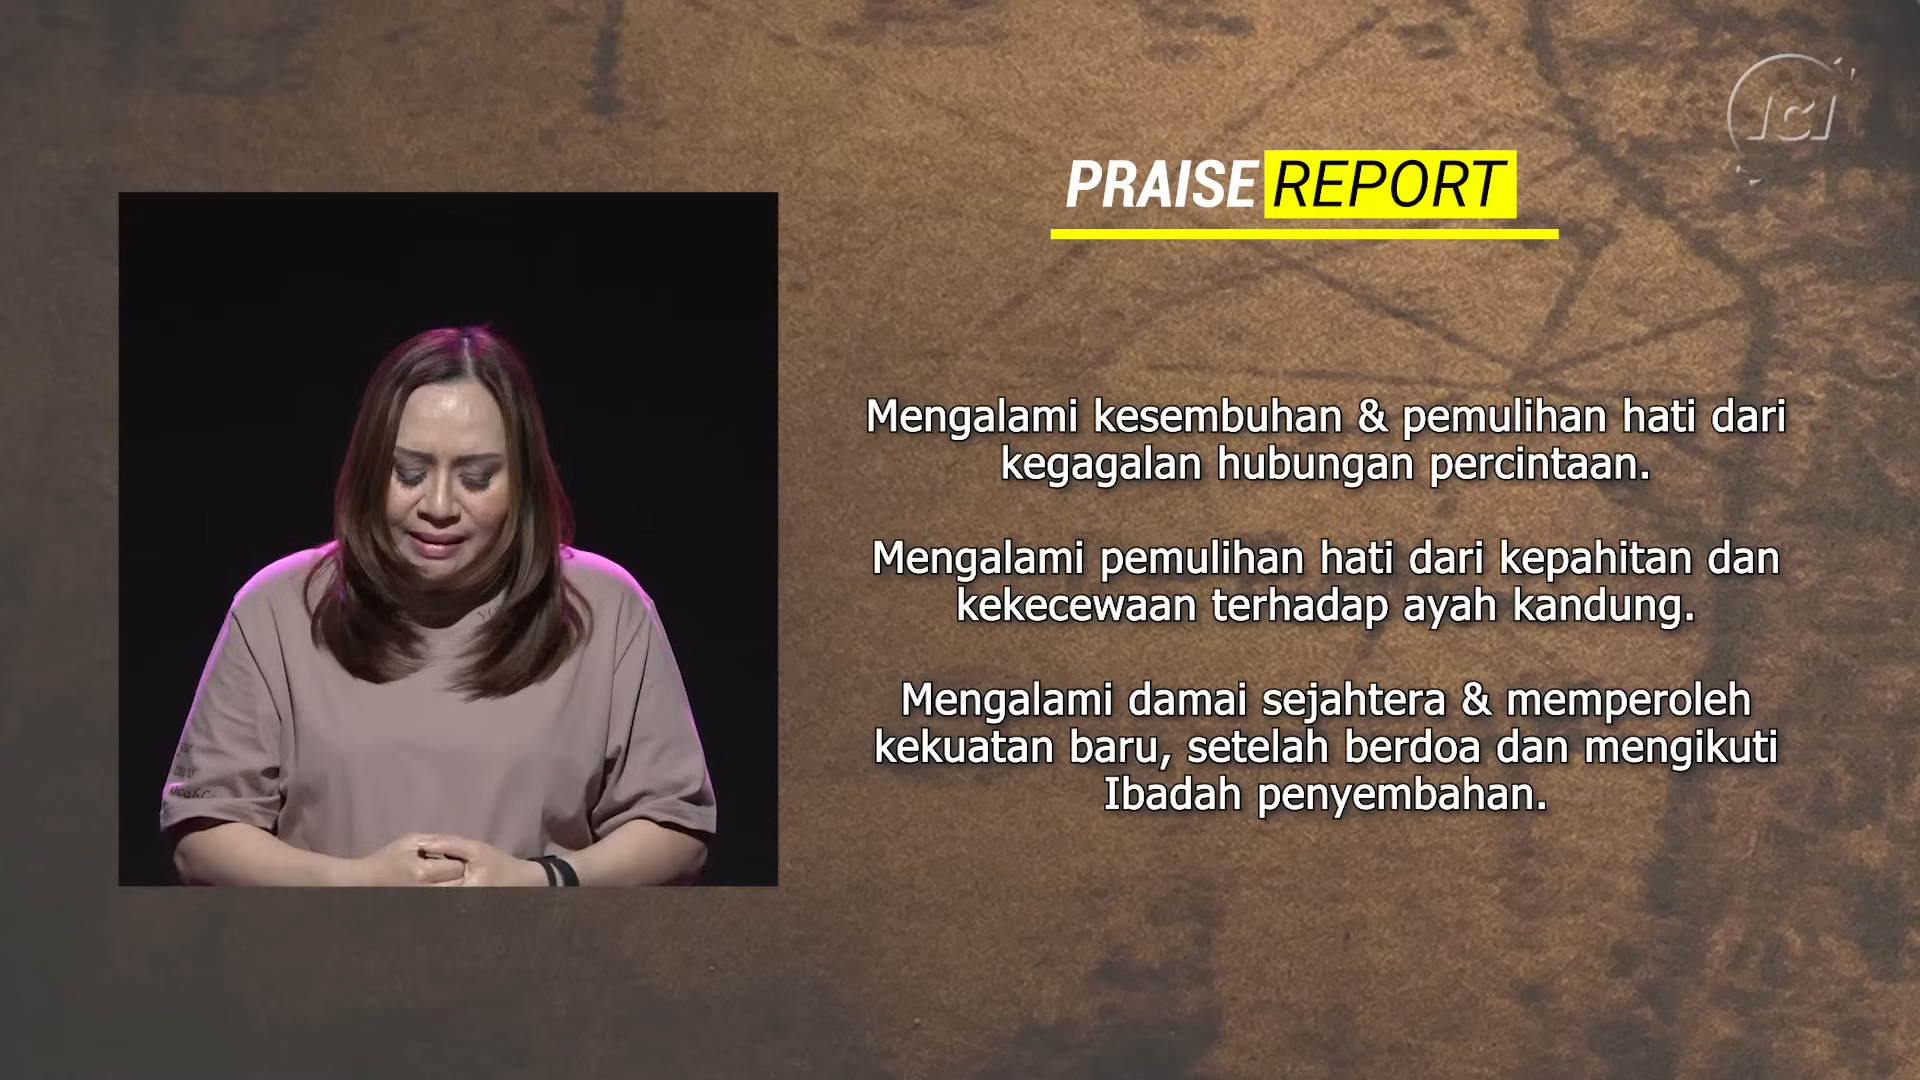 ICI
PRAISE REPORT
Mengalami kesembuhan & pemulihan hati dari
kegagalan hubungan percintaan.
Mengalami pemulihan hati dari kepahitan dan
kekecewaan terhadap ayah kandung.
Mengalami damai sejahtera & memperoleh
kekuatan baru, setelah berdoa dan mengikuti
Ibadah penyembahan.